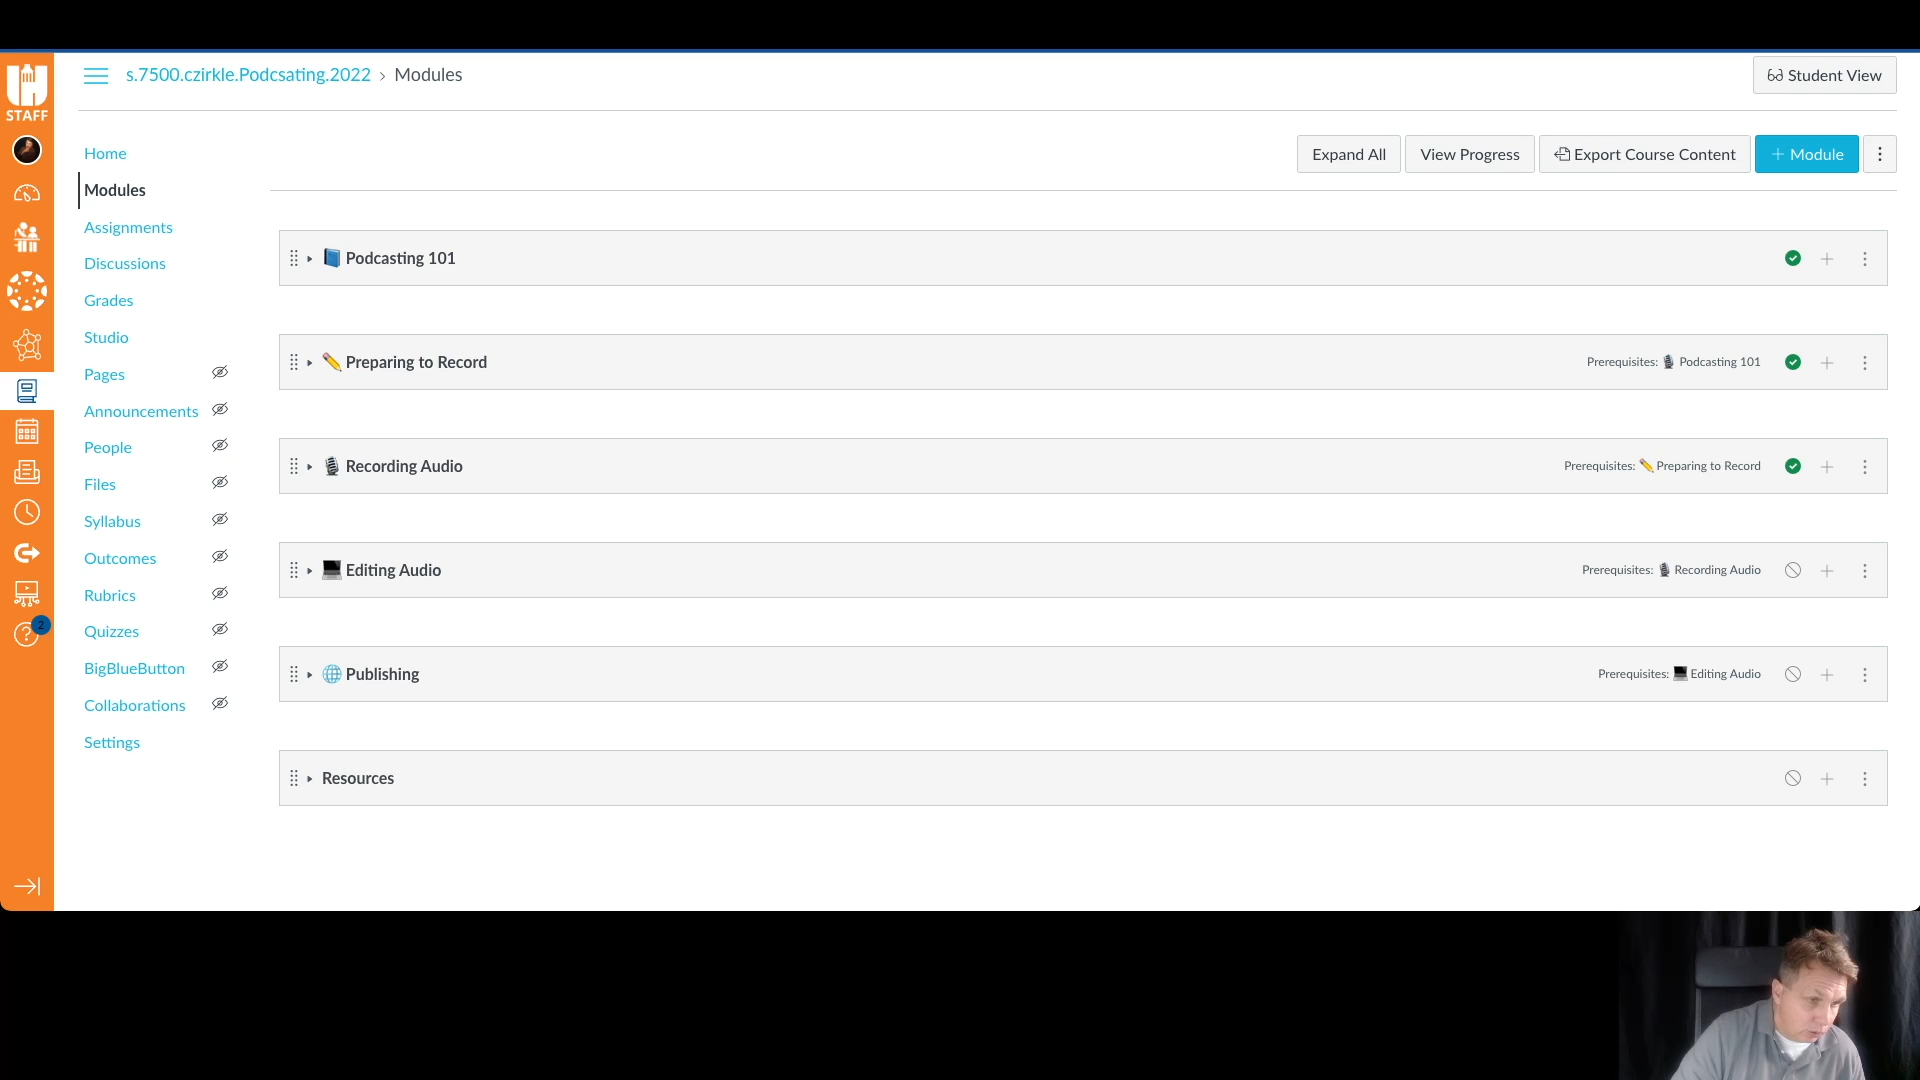 s.7500.czirkle.Podcsating.2022 › Modules
Student View
STAFF
Home
Modules
Assignments
Discussions
Grades
Studio
Pages
Announcements
People
Files
Syllabus
Outcomes
Rubrics
Quizzes
BigBlueButton
Collaborations
Settings
2
Expand All
View Progress
Export Course Content
+ Module
Podcasting 101
Preparing to Record
Prerequisites: 🎙 Podcasting 101
Recording Audio
Prerequisites: ✏️ Preparing to Record
Editing Audio
Prerequisites: 🎙 Recording Audio
Publishing
Prerequisites: 💻 Editing Audio
Resources